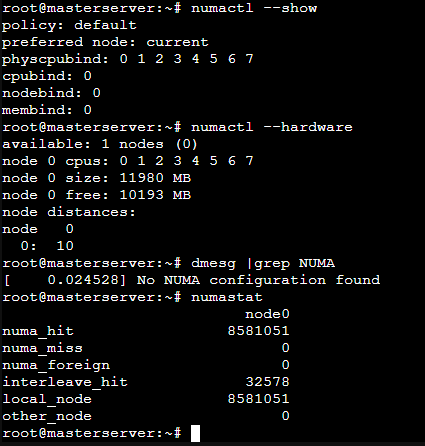 root@masterserver:~# numactl --show
policy: default
preferred node: current
physcpubind: 0 1 2 3 4 5 6 7
cpubind: 0
nodebind: 0
membind: 0
root@masterserver:~# numactl --hardware
available: 1 nodes (0)
node 0 cpus: 0 1 2 3 4 5 6 7
node 0 size: 11980 MB
node 0 free: 10193 MB
node distances:
node   0
  0:  10
root@masterserver:~# dmesg |grep NUMA
[    0.024528] No NUMA configuration found
root@masterserver:~# numastat
                           node0
numa_hit                 8581051
numa_miss                      0
numa_foreign                   0
interleave_hit             32578
local_node               8581051
other_node                     0
root@masterserver:~#